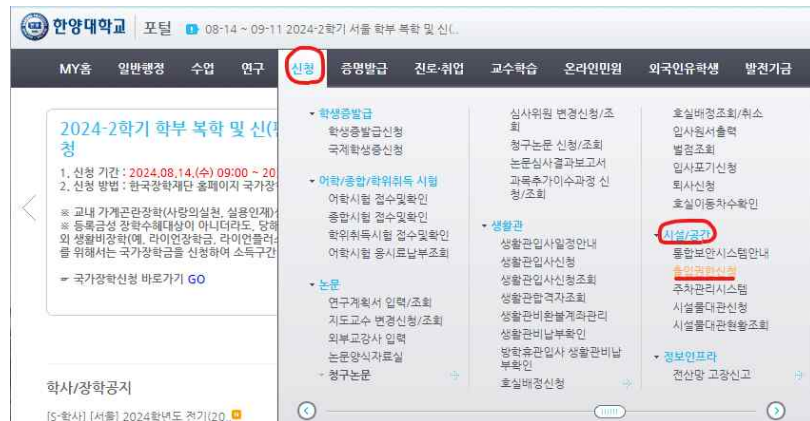 한양대학교 포털 08-14 ~ 09-11 2024-2학기 서울 학부 복학 및 신(..
MY홈 일반행정 수업 연구 신청 증명발급 진로·취업 교수학습 온라인민원 외국인유학생 발전기금
2024-2학기 학부 복학 및 신(
청
1. 신청 기간 : 2024.08.14.(수) 09:00 ~ 20
2. 신청 방법 : 한국장학재단 홈페이지 국가장
※ 교내 가계곤란장학(사랑의실천, 실용인재)
※ 등록금성 장학수혜대상이 아니더라도, 당해
외 생활비장학(예, 라이언장학금, 라이언플러스
를 위해서는 국가장학금을 신청하여 소득구간
☞ 국가장학신청 바로가기 GO
학사/장학공지
[S-학사] [서울] 2024학년도 전기(20..
학생증발급
학생증발급신청
국제학생증신청
어학/종합/학위취득 시험
어학시험 접수및확인
종합시험 접수및확인
학위취득시험 접수및확인
어학시험 응시료납부조회
논문
연구계획서 입력/조회
지도교수 변경신청/조회
외부교강사 입력
논문양식자료실
청구논문
심사위원 변경신청/조
회
청구논문 신청/조회
논문심사결과보고서
과목추가이수과정 신
청/조회
생활관
생활관입사일정안내
생활관입사신청
생활관입사신청조회
생활관합격자조회
생활관비환불계좌관리
생활관비납부확인
방학휴관입사 생활관비납
부확인
호실배정신청
호실배정조회/취소
입사원서출력
벌점조회
입사포기신청
퇴사신청
호실이동차수확인
시설/공간
통합보안시스템안내
출입권한신청
주차관리시스템
시설물대관신청
시설물대관현황조회
정보인프라
전산망 고장신고